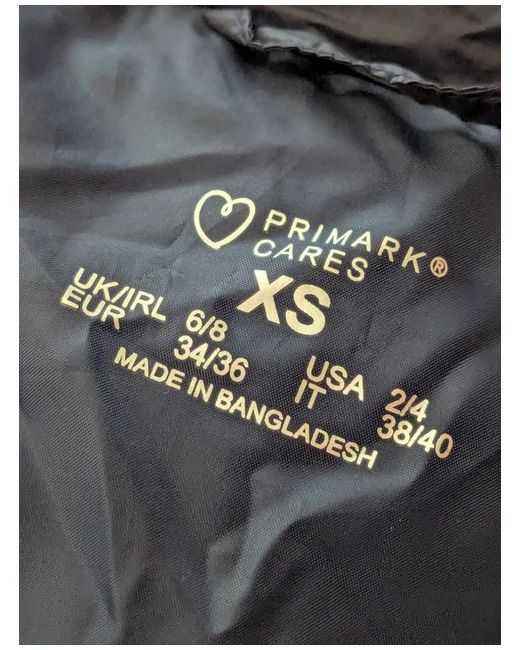 PRIMARK®
CARES
XS
UK/IRL 6/8 USA 2/4
EUR 34/36 IT 38/40
MADE IN BANGLADESH